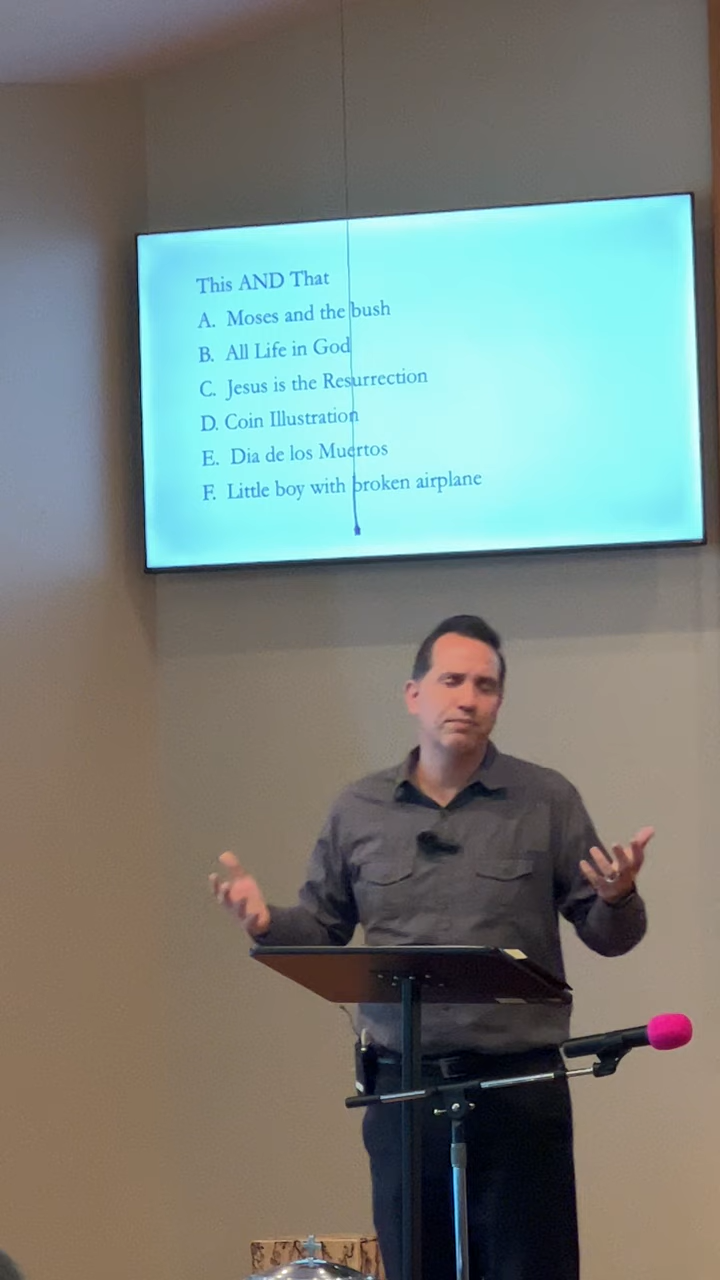 This AND That
A. Moses and the bush
B. All Life in God
C. Jesus is the Resurrection
D. Coin Illustration
E. Dia de los Muertos
F. Little boy with broken airplane